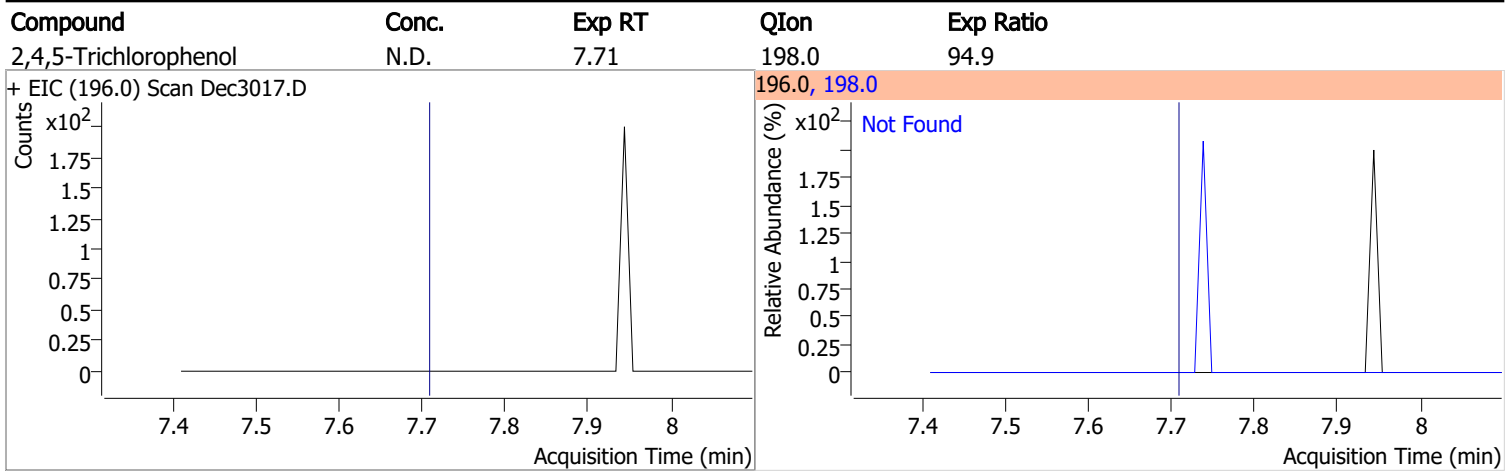 Compound Conc. Exp RT QIon Exp Ratio
2,4,5-Trichlorophenol N.D. 7.71 198.0 94.9
+ EIC (196.0) Scan Dec3017.D
Counts
x10²
1.75
1.5
1.25
1
0.75
0.5
0.25
0
7.4 7.5 7.6 7.7 7.8 7.9 8
Acquisition Time (min)
196.0, 198.0
Relative Abundance (%)
x10²
Not Found
1.75
1.5
1.25
1
0.75
0.5
0.25
0
7.4 7.5 7.6 7.7 7.8 7.9 8
Acquisition Time (min)